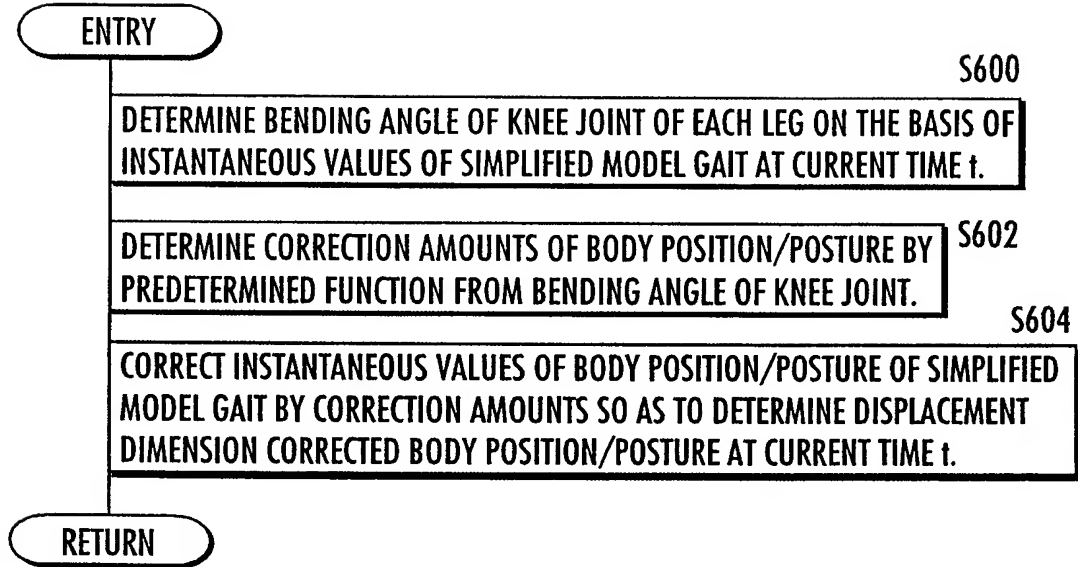 ENTRY
S600
DETERMINE BENDING ANGLE OF KNEE JOINT OF EACH LEG ON THE BASIS OF
INSTANTANEOUS VALUES OF SIMPLIFIED MODEL GAIT AT CURRENT TIME t.
S602
DETERMINE CORRECTION AMOUNTS OF BODY POSITION/POSTURE BY
PREDETERMINED FUNCTION FROM BENDING ANGLE OF KNEE JOINT.
S604
CORRECT INSTANTANEOUS VALUES OF BODY POSITION/POSTURE OF SIMPLIFIED
MODEL GAIT BY CORRECTION AMOUNTS SO AS TO DETERMINE DISPLACEMENT
DIMENSION CORRECTED BODY POSITION/POSTURE AT CURRENT TIME t.
RETURN